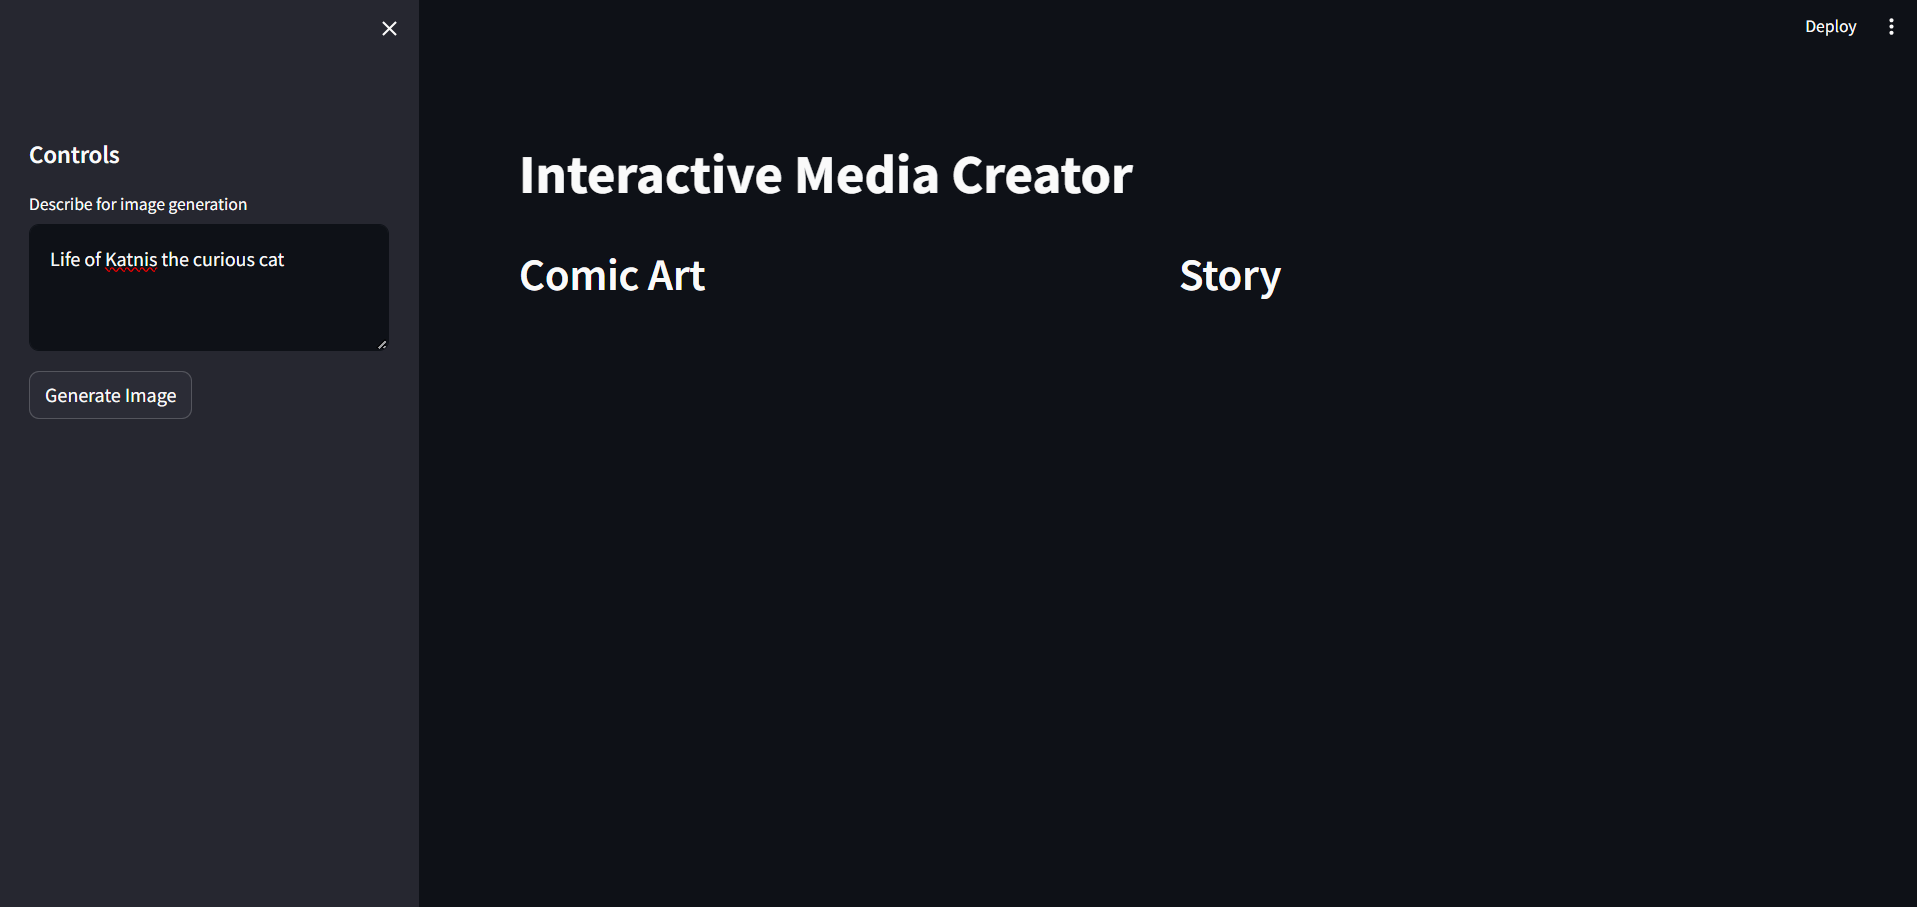 Deploy
Controls
Describe for image generation
Life of Katnis the curious cat
Generate Image
Interactive Media Creator
Comic Art
Story